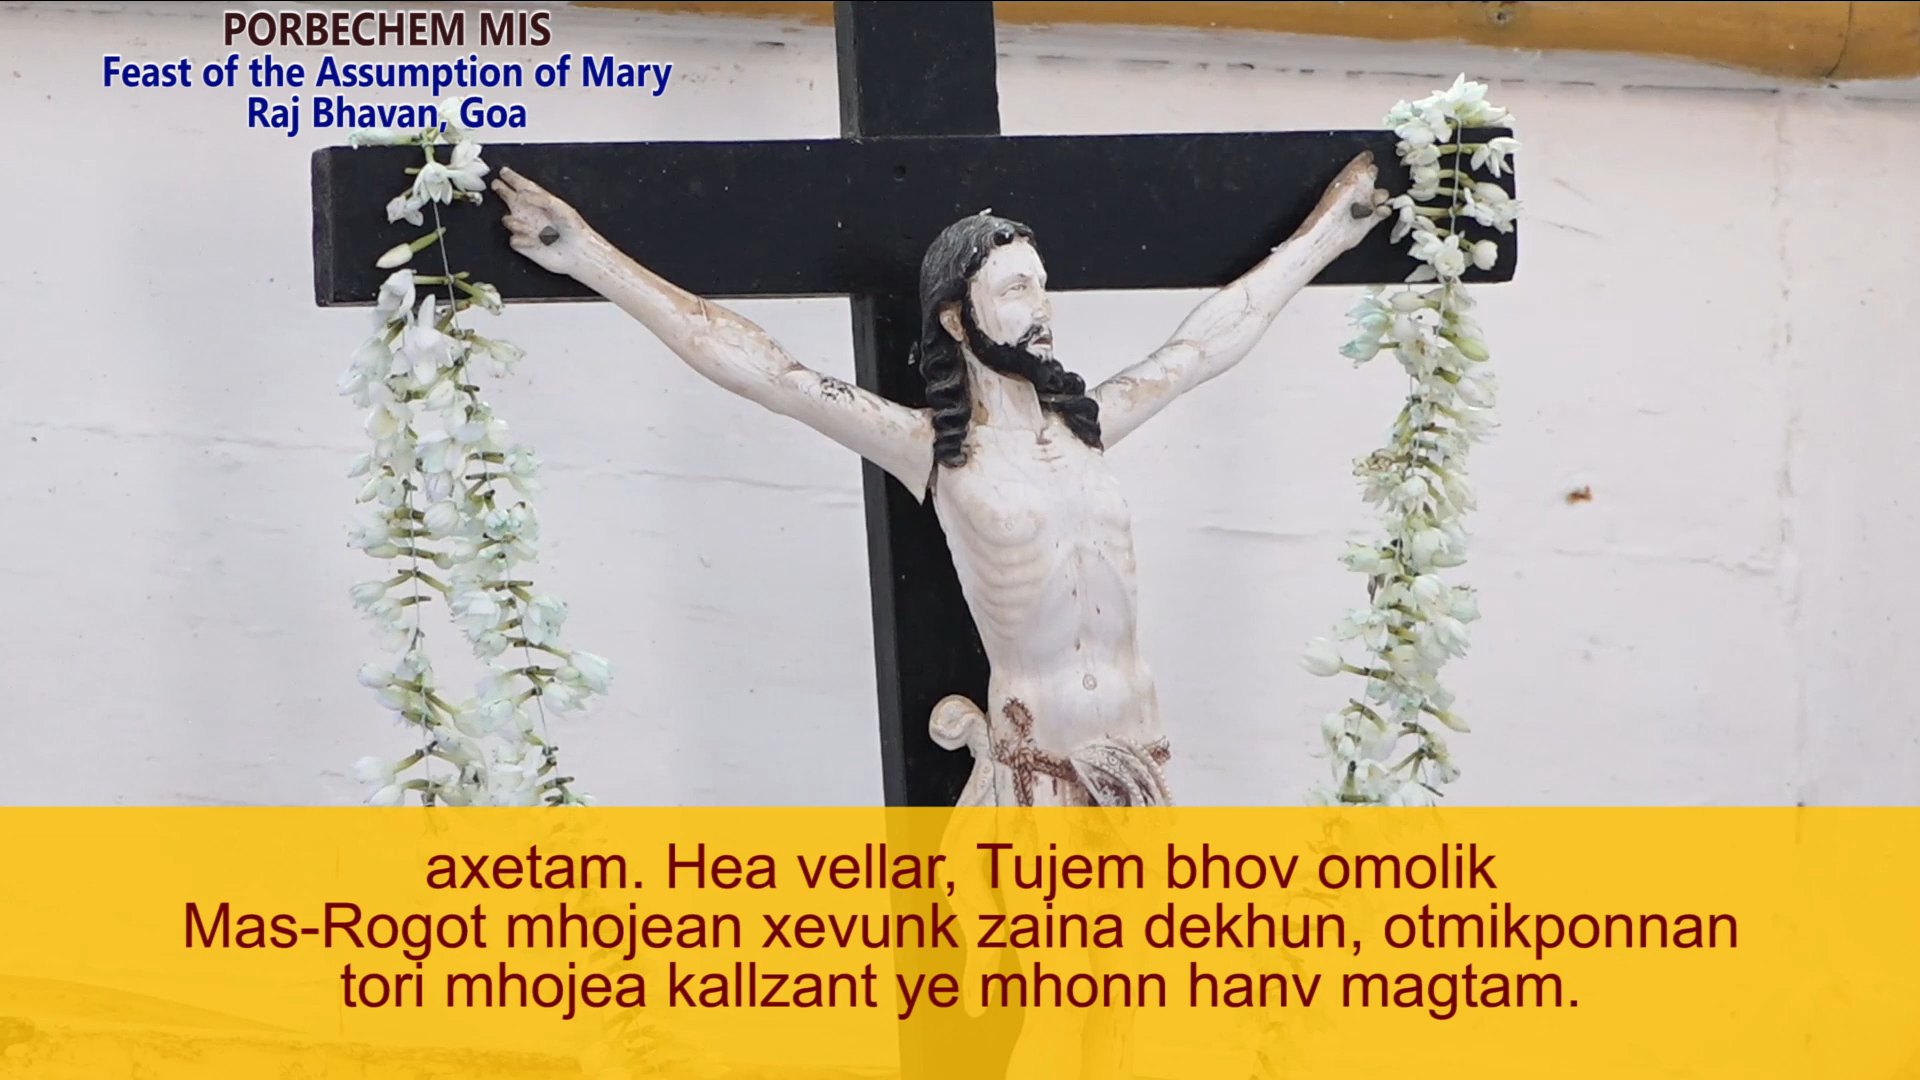 PORBECHEM MIS
Feast of the Assumption of Mary
Raj Bhavan, Goa
axetam. Hea vellar, Tujem bhov omolik
Mas-Rogot mhojean xevunk zaina dekhun, otmikponnan
tori mhojea kallzant ye mhonn hanv magtam.